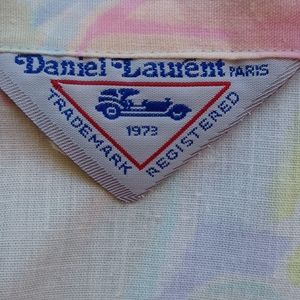 Daniel Laurent PARIS
TRADEMARK
1973
REGISTERED